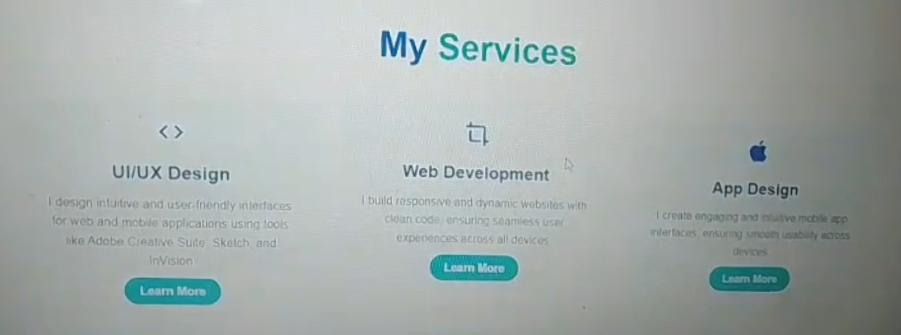 My Services
UI/UX Design
I design intuitive and user-friendly interfaces
for web and mobile applications using tools
like Adobe Creative Suite, Sketch, and
InVision
Learn More
Web Development
I build responsive and dynamic websites with
clean code, ensuring seamless user
experiences across all devices
Learn More
App Design
I create engaging and intuitive mobile app
interfaces, ensuring smooth usability across
devices
Learn More